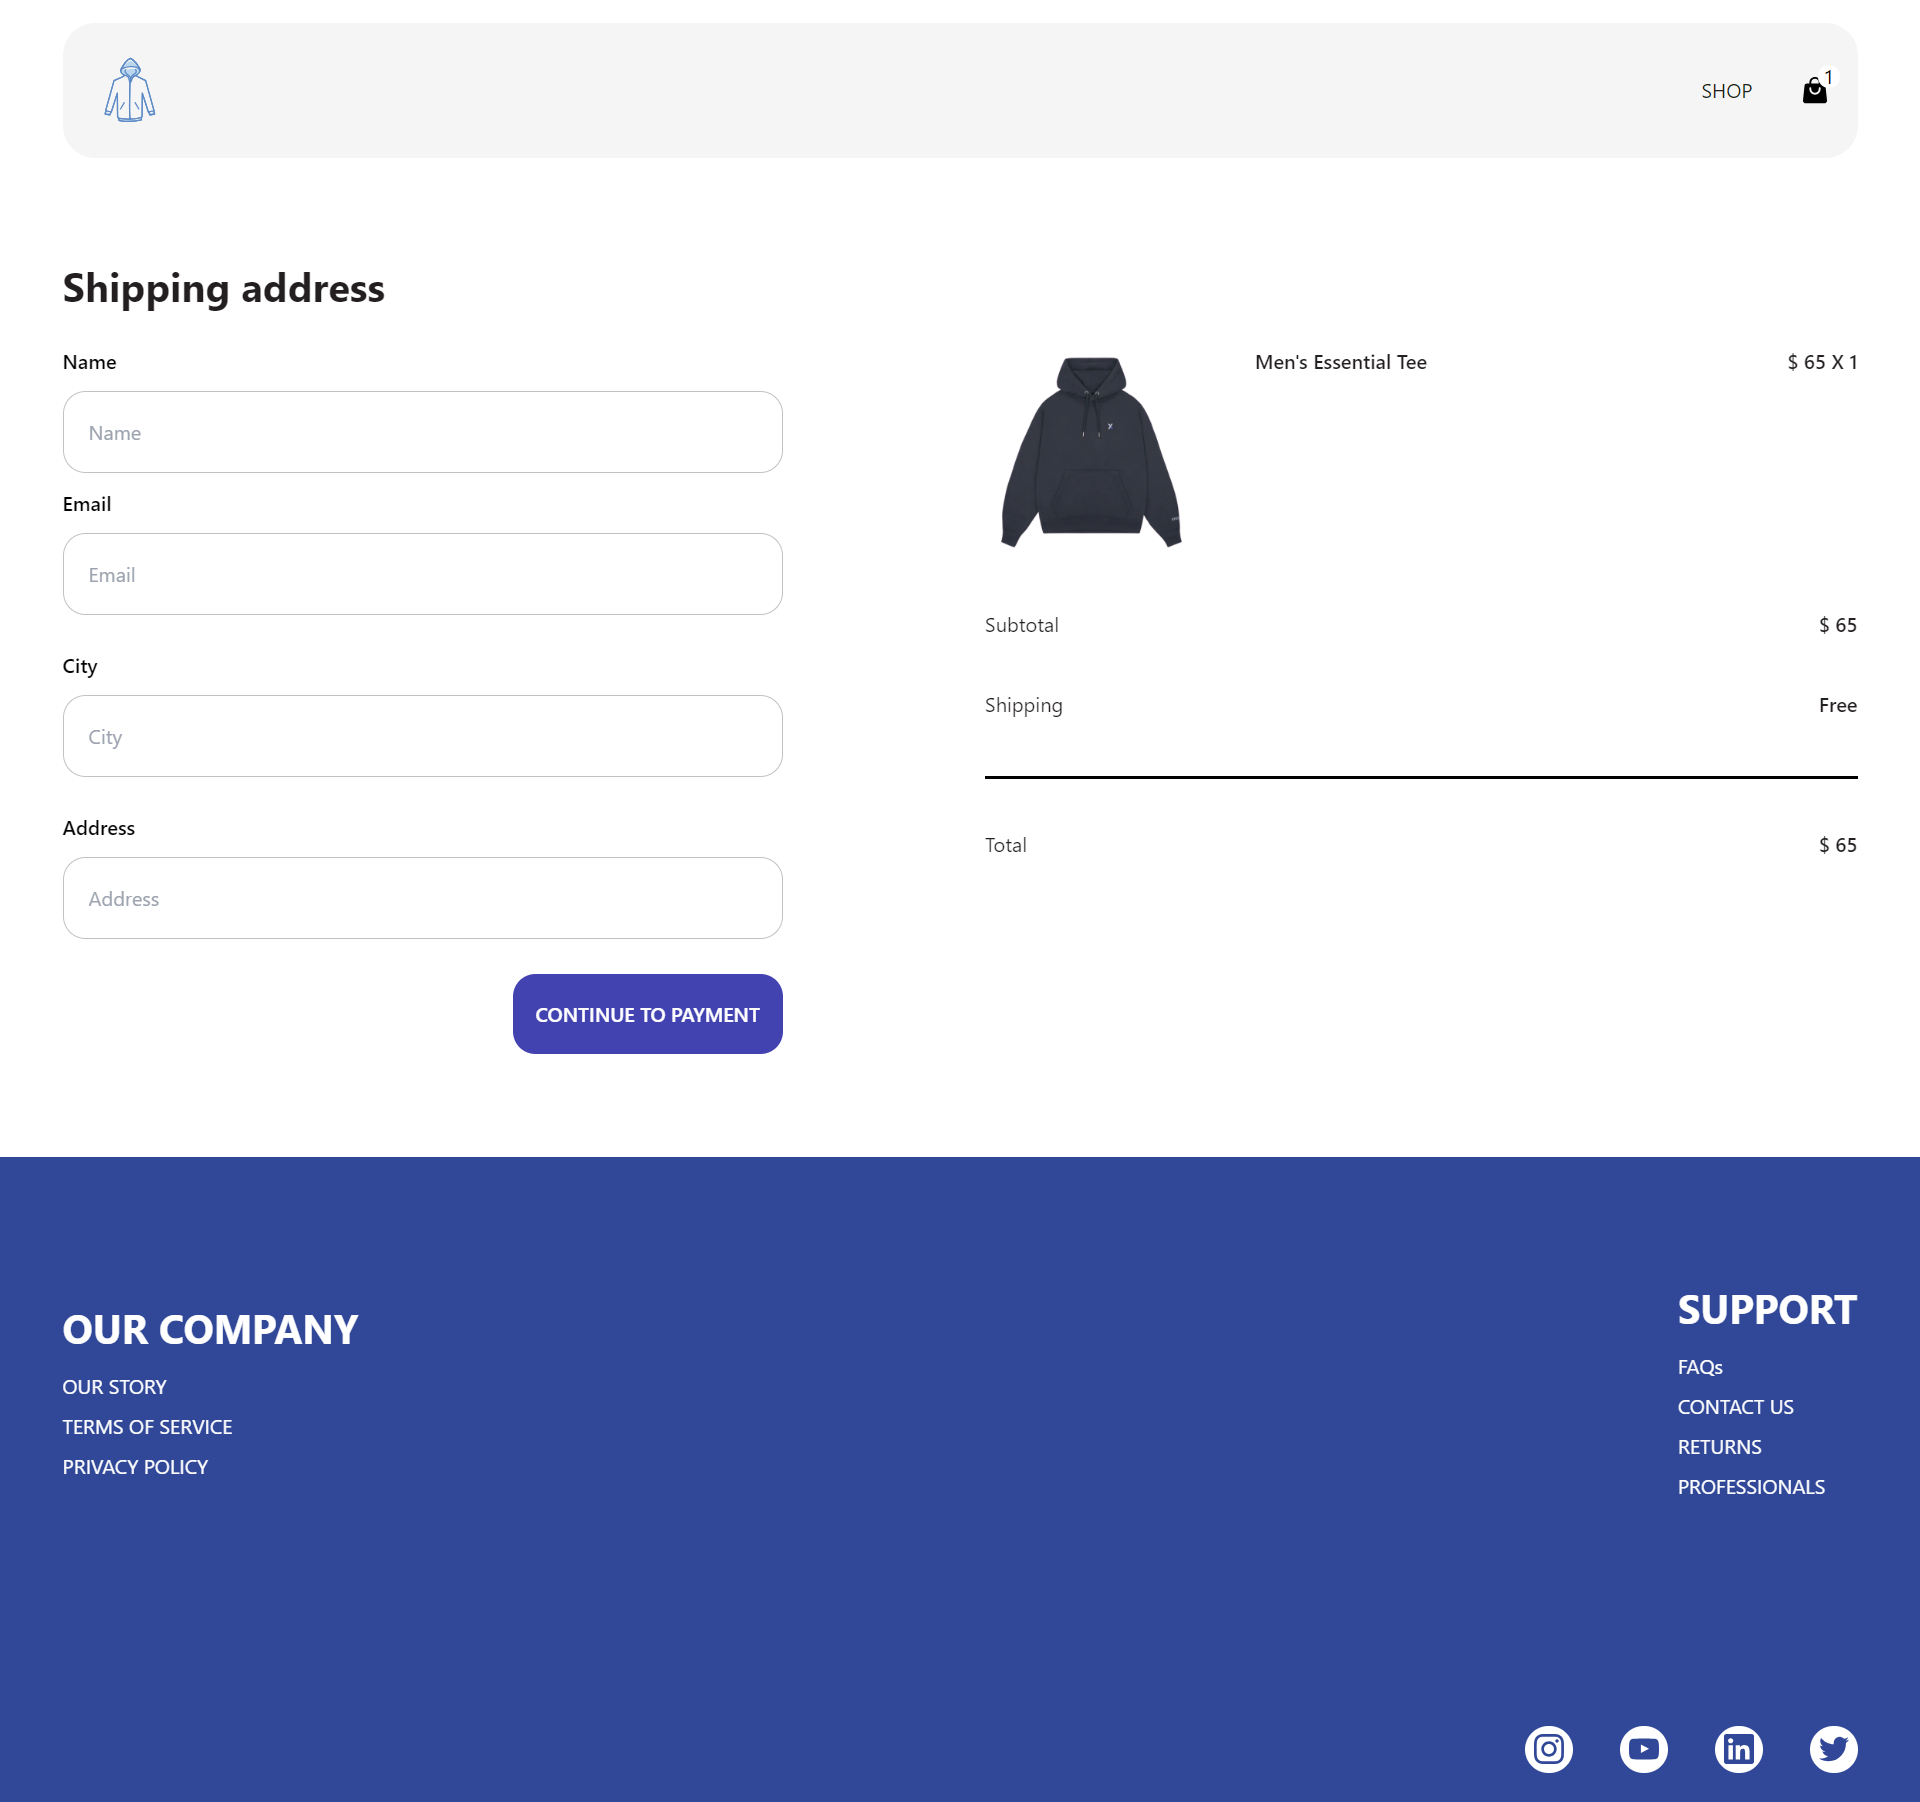 SHOP
1
Shipping address
Name
Name
Email
Email
City
City
Address
Address
CONTINUE TO PAYMENT
Men's Essential Tee
$ 65 X 1
Subtotal
$ 65
Shipping
Free
Total
$ 65
OUR COMPANY
OUR STORY
TERMS OF SERVICE
PRIVACY POLICY
SUPPORT
FAQs
CONTACT US
RETURNS
PROFESSIONALS